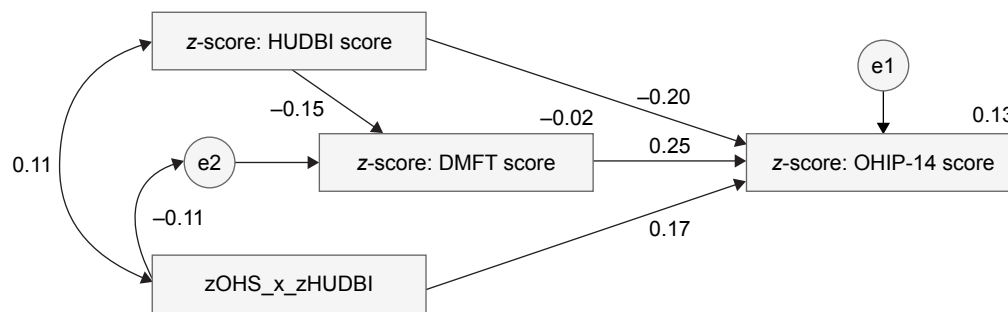 z-score: HUDBI score
e1
–0.20
–0.15
–0.02
0.13
0.11
e2
z-score: DMFT score
0.25
z-score: OHIP-14 score
–0.11
0.17
zOHS_x_zHUDBI